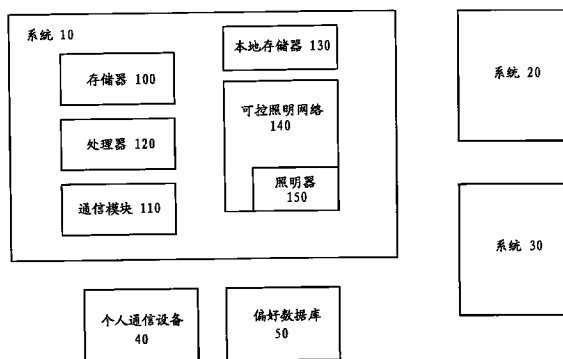 系统 10
存储器 100
处理器 120
通信模块 110
本地存储器 130
可控照明网络
140
照明器
150
系统 20
系统 30
个人通信设备
40
偏好数据库
50